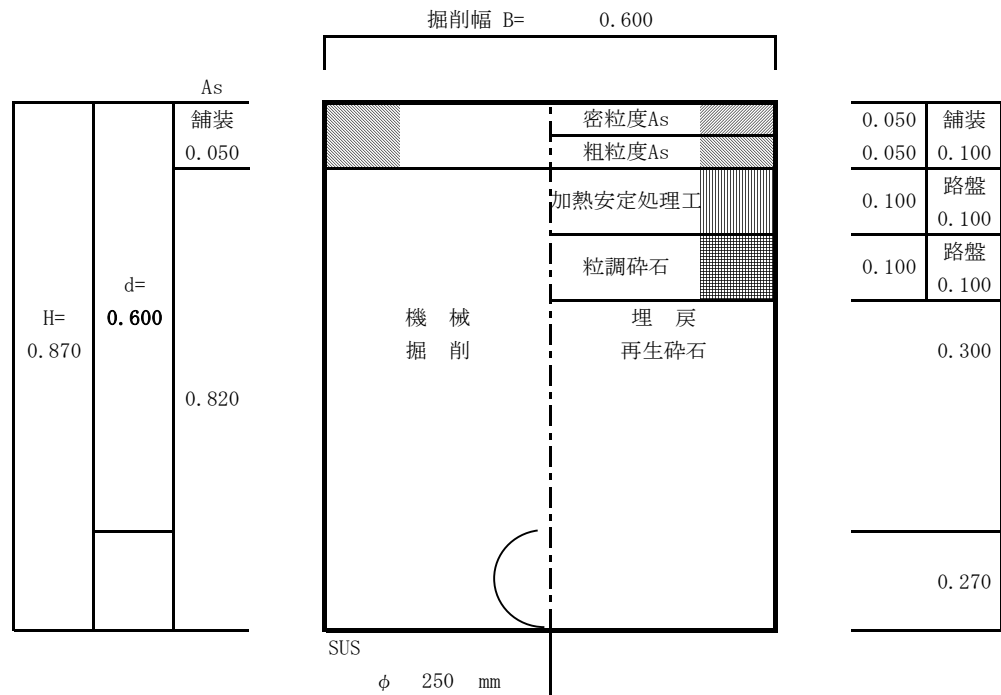 掘削幅 B= 0.600
As
舗装
0.050
0.820
H=
0.870
d=
0.600
機 械
掘 削
密粒度As
粗粒度As
加熱安定処理工
粒調砕石
埋 戻
再生砕石
0.050 舗装
0.050 0.100
0.100 路盤
0.100
0.100 路盤
0.100
0.300
0.270
SUS
φ 250 mm